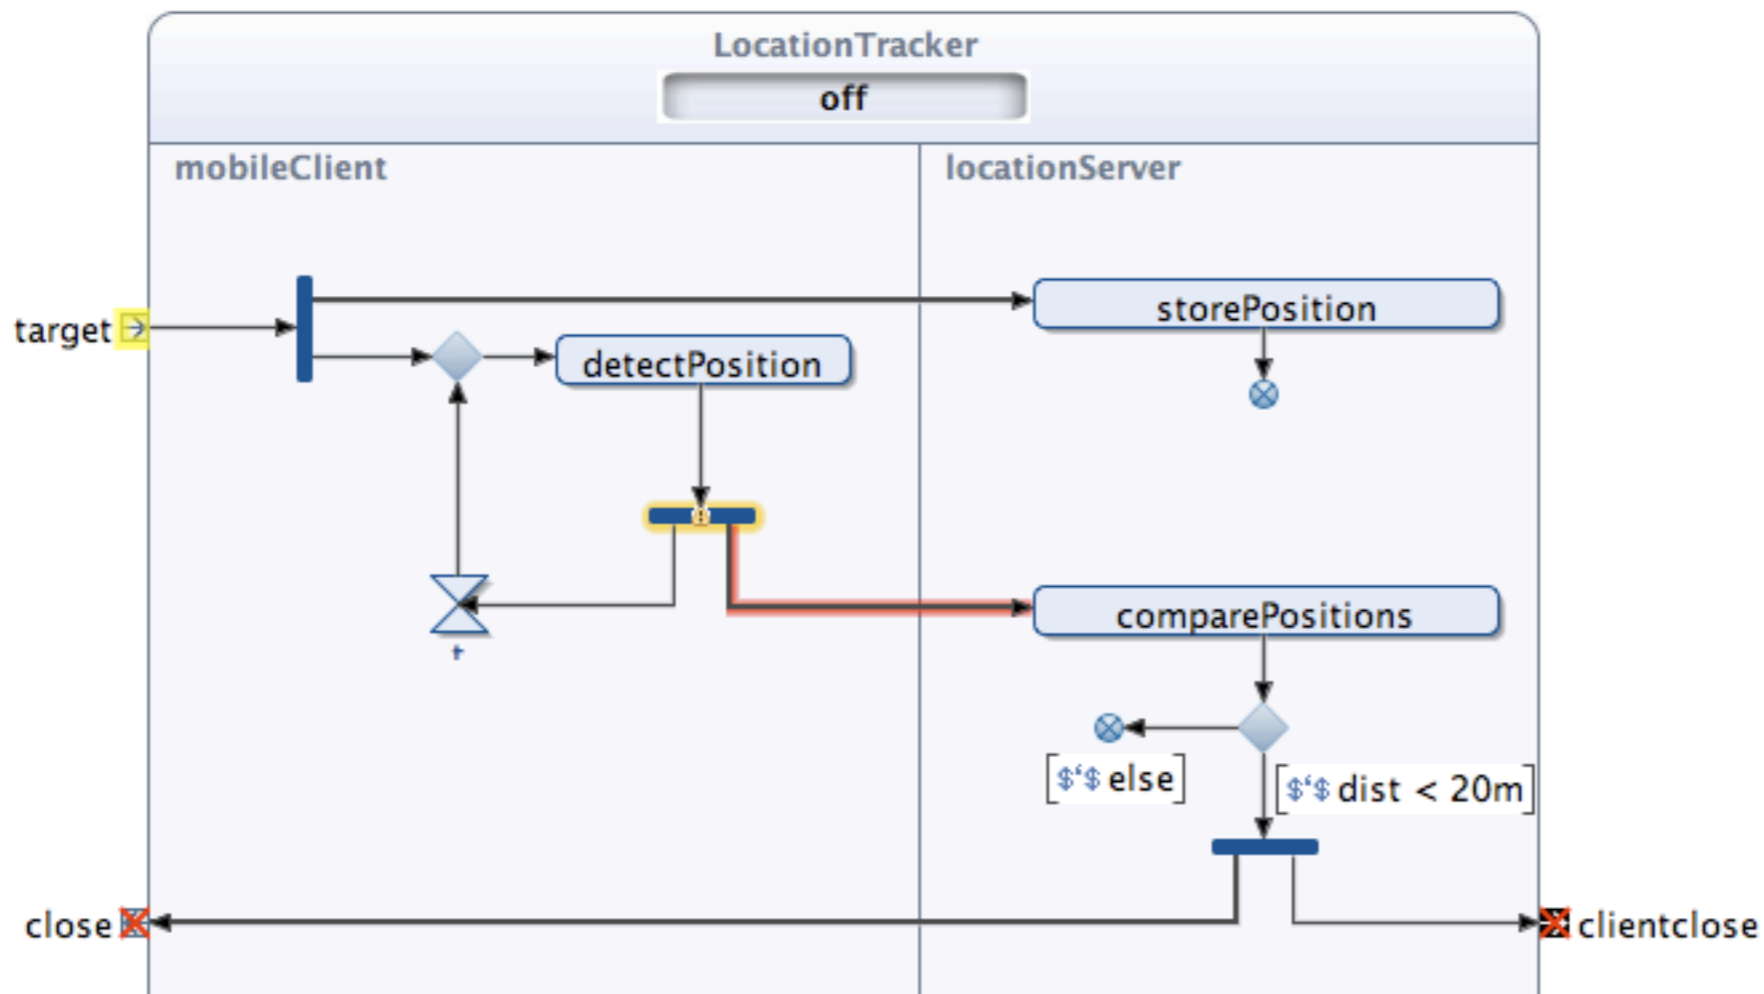 LocationTracker
off
mobileClient
locationServer
target
storePosition
detectPosition
comparePositions
t
[$‘$ else]
[$‘$ dist < 20m]
close
clientclose